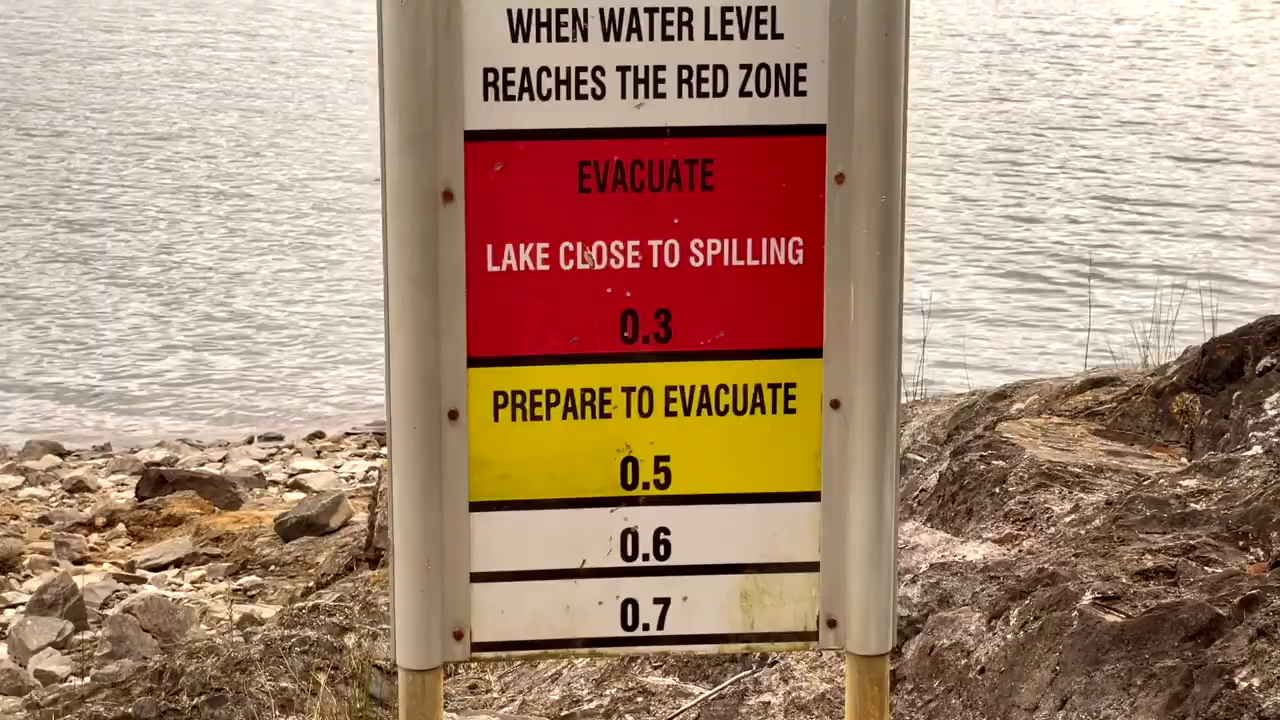 WHEN WATER LEVEL
REACHES THE RED ZONE
EVACUATE
LAKE CLOSE TO SPILLING
0.3
PREPARE TO EVACUATE
0.5
0.6
0.7